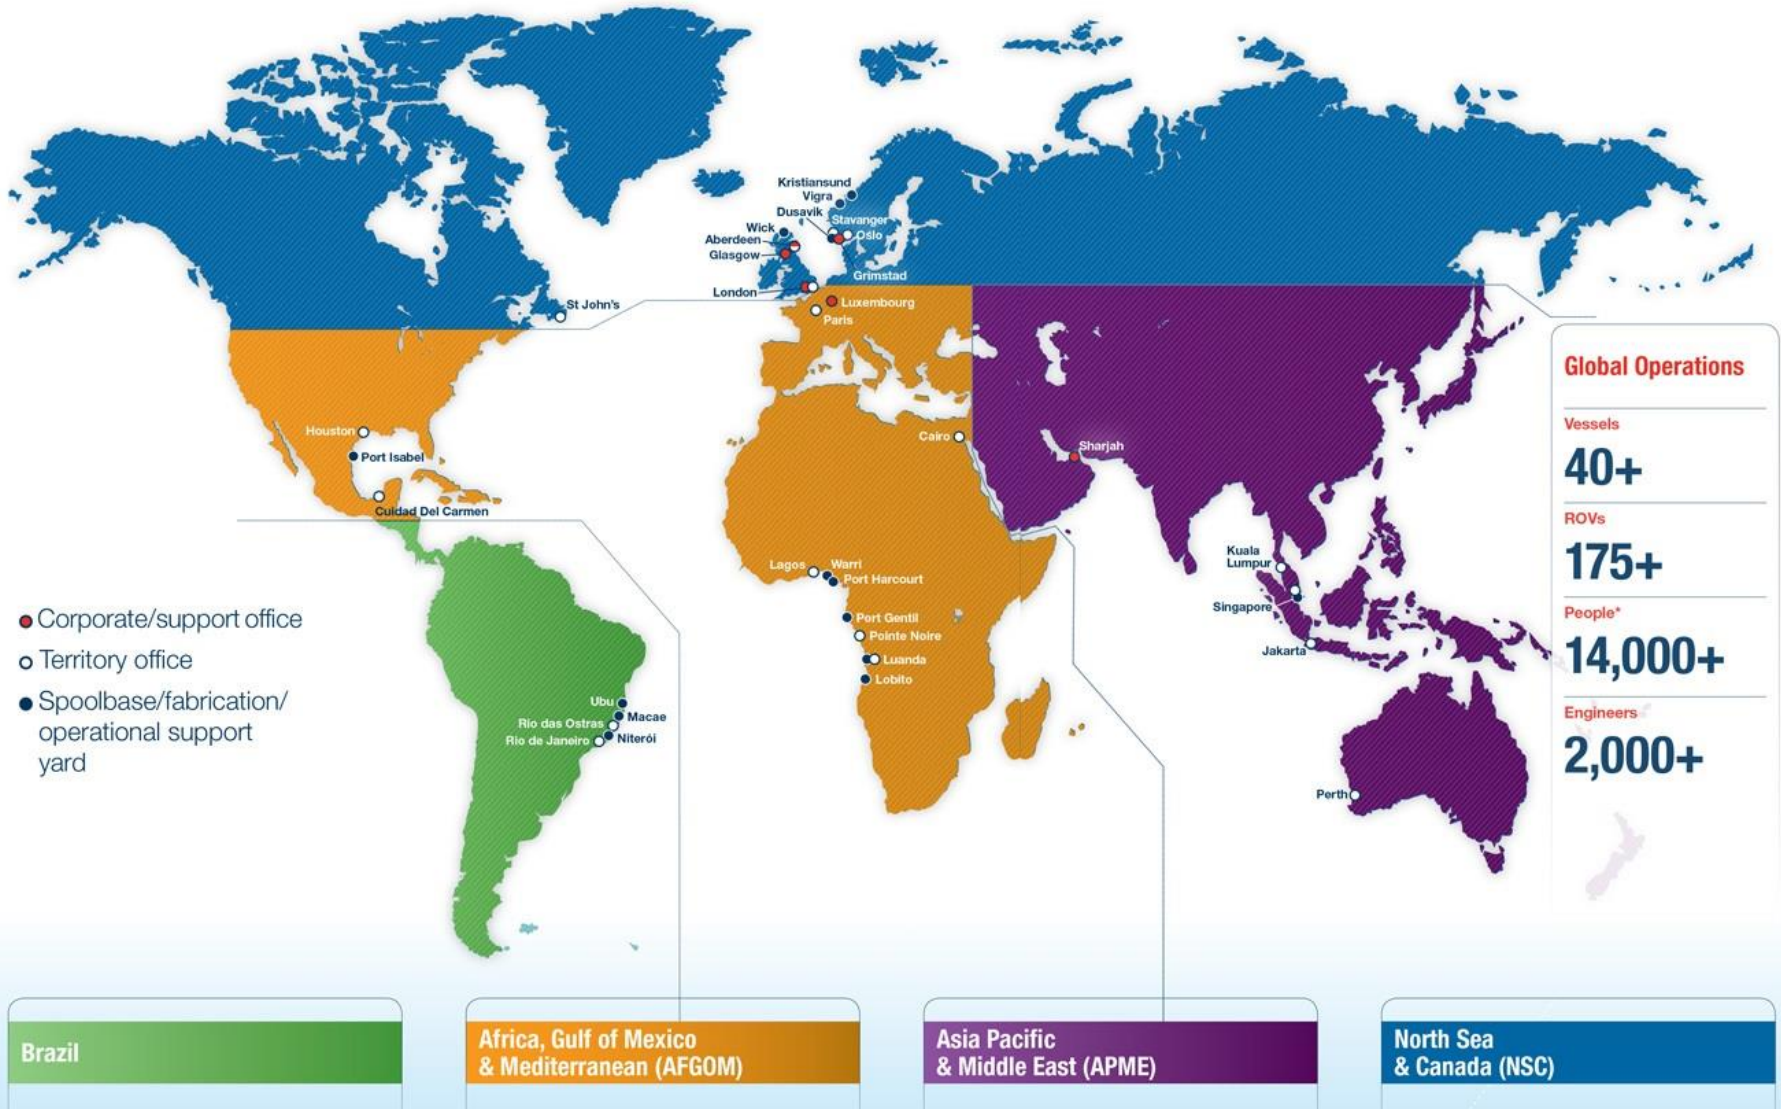 Kristiansund
Vigra
Dusavik
Stavanger
Wick
Oslo
Aberdeen
Glasgow
Grimstad
London
St John's
Luxembourg
Paris
Global Operations
Vessels
40+
ROVs
175+
People*
14,000+
Engineers
2,000+
Houston
Port Isabel
Cuidad Del Carmen
Cairo
Sharjah
Lagos
Warri
Port Harcourt
Port Gentil
Pointe Noire
Luanda
Lobito
Kuala
Lumpur
Singapore
Jakarta
Perth
Corporate/support office
Territory office
Spoolbase/fabrication/
operational support
yard
Ubu
Macae
Rio das Ostras
Rio de Janeiro
Niterói
Brazil
Africa, Gulf of Mexico
& Mediterranean (AFGOM)
Asia Pacific
& Middle East (APME)
North Sea
& Canada (NSC)